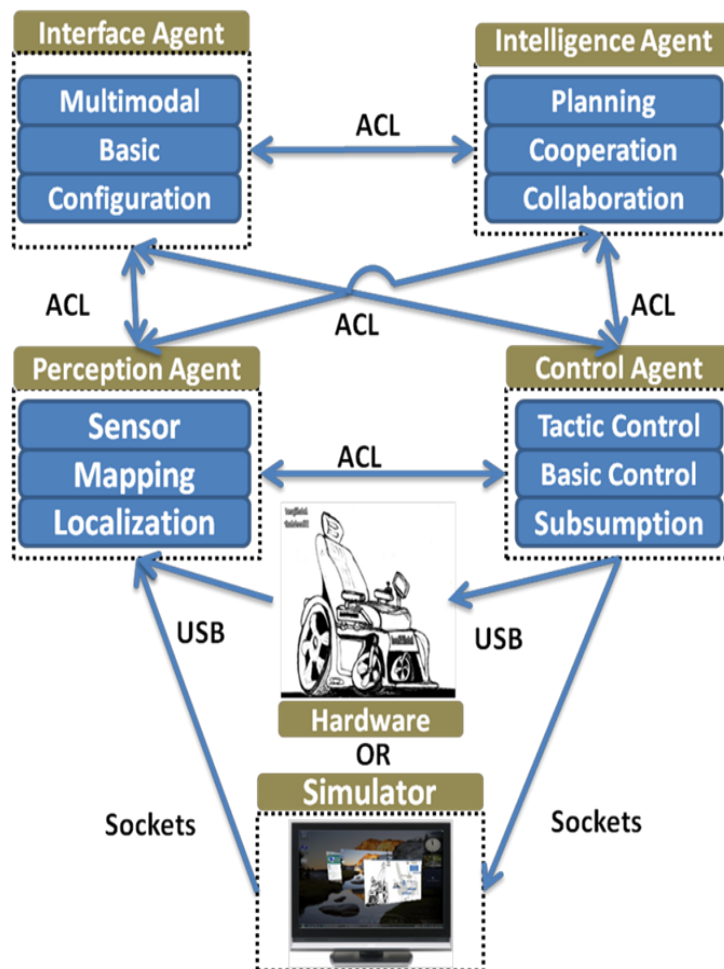 Interface Agent
Intelligence Agent
Multimodal
Basic
Configuration
ACL
Planning
Cooperation
Collaboration
ACL
ACL
ACL
Perception Agent
Control Agent
Sensor
Mapping
Localization
ACL
Tactic Control
Basic Control
Subsumption
USB
USB
Hardware
OR
Simulator
Sockets
Sockets